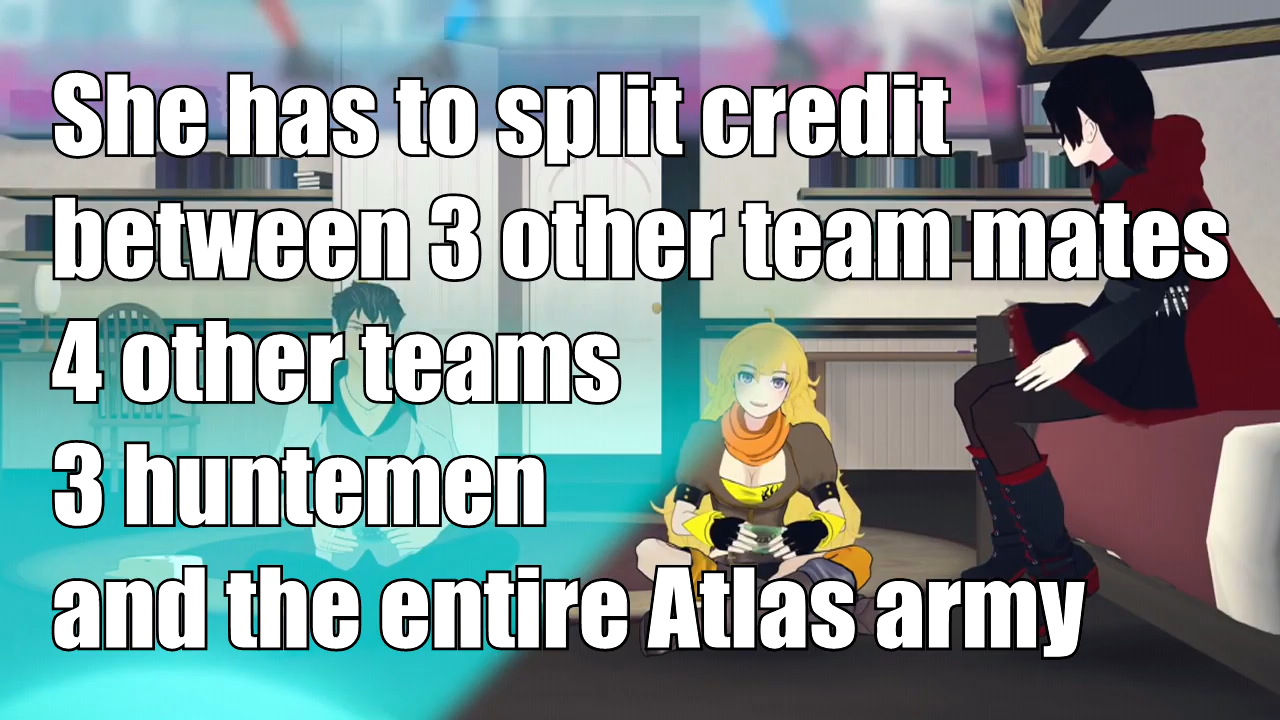 She has to split credit
between 3 other team mates
4 other teams
3 huntemen
and the entire Atlas army